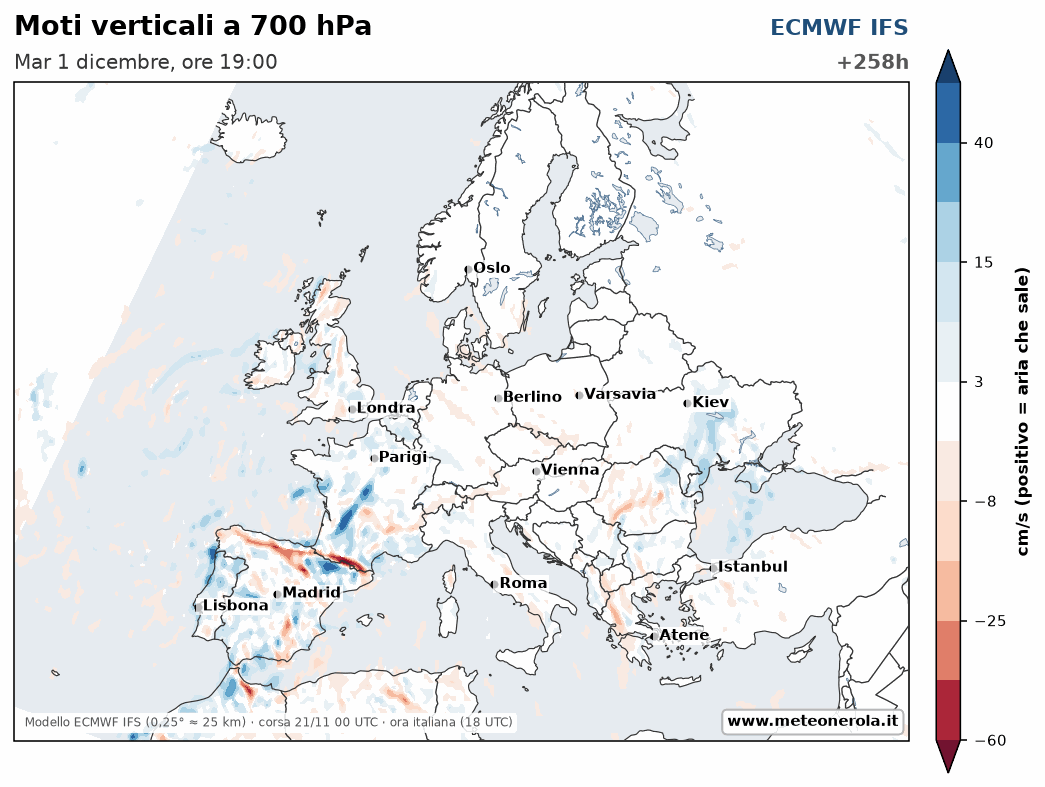 Moti verticali a 700 hPa
ECMWF IFS
Mar 1 dicembre, ore 19:00
+258h
Oslo
Londra
Berlino
Varsavia
Kiev
Parigi
Vienna
Istanbul
Roma
Madrid
Lisbona
Atene
40
15
3
−8
−25
−60
cm/s (positivo = aria che sale)
Modello ECMWF IFS (0,25° ≈ 25 km) · corsa 21/11 00 UTC · ora italiana (18 UTC)
www.meteonerola.it